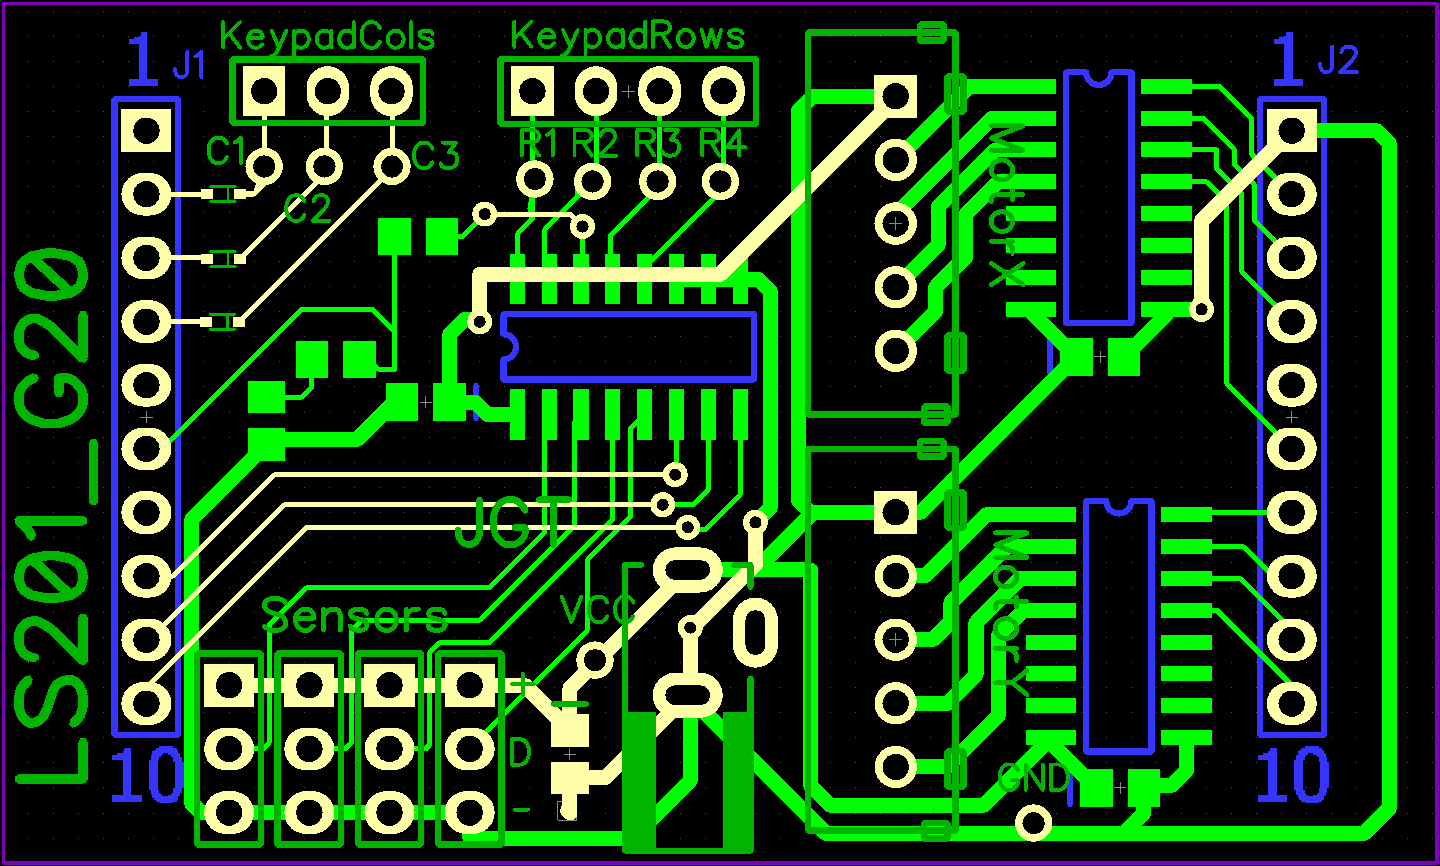 KeypadCols
KeypadRows
1
J1
1
J2
C1
C2
C3
R1 R2 R3 R4
MotorX
LS201_G20
JGT
MotorY
Sensors
VCC
+
D
-
GND
10
10